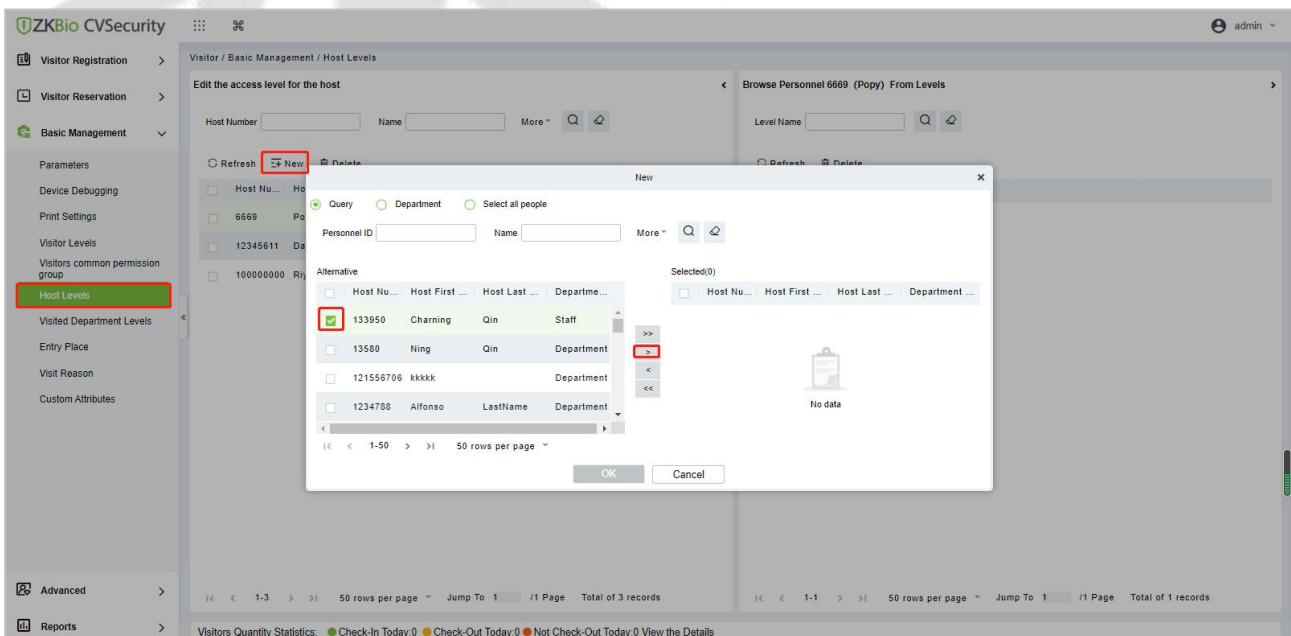 ZKBio CVSecurity
admin
Visitor Registration
Visitor Reservation
Basic Management
Parameters
Device Debugging
Print Settings
Visitor Levels
Visitors common permission
group
Host Levels
Visited Department Levels
Entry Place
Visit Reason
Custom Attributes
Advanced
Reports
Visitor / Basic Management / Host Levels
Edit the access level for the host
Host Number Name More
Refresh New Delete
Host Nu... Ho
6669 Po
12345611 Da
100000000 Riy
Browse Personnel 6669 (Popy) From Levels
Level Name
Refresh Delete
New
Query Department Select all people
Personnel ID Name More
Alternative
Host Nu... Host First ... Host Last ... Departme...
133950 Charning Qin Staff
13580 Ning Qin Department
121556706 kkkkk Department
1234788 Alfonso LastName Department
1-50 50 rows per page
>>
>
<
<<
Selected(0)
Host Nu... Host First ... Host Last ... Department ...
No data
OK Cancel
1-3 50 rows per page Jump To 1 /1 Page Total of 3 records
1-1 50 rows per page Jump To 1 /1 Page Total of 1 records
Visitors Quantity Statistics: Check-In Today:0 Check-Out Today:0 Not Check-Out Today:0 View the Details